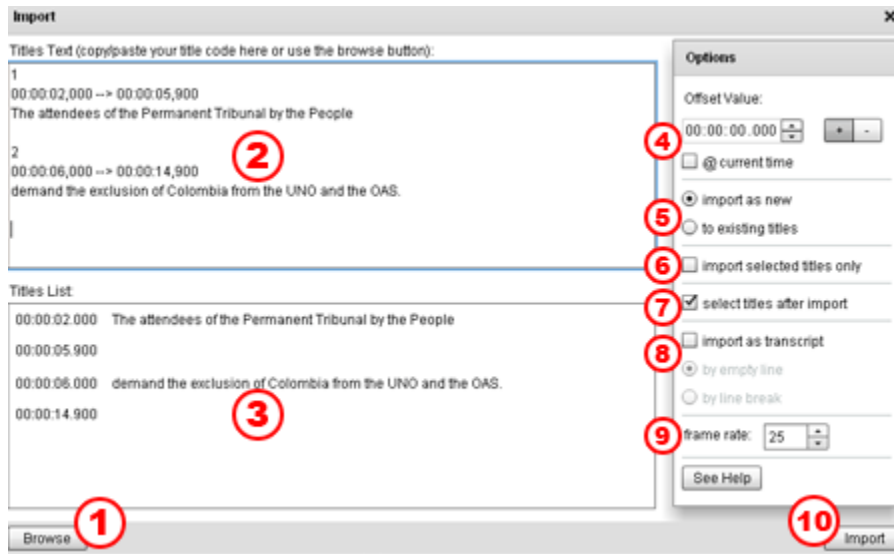 Import x
Titles Text (copy/paste your title code here or use the browse button):
1
00:00:02,000 --> 00:00:05,900
The attendees of the Permanent Tribunal by the People
2
00:00:06,000 --> 00:00:14,900
demand the exclusion of Colombia from the UNO and the OAS.
2
Titles List:
00:00:02.000 The attendees of the Permanent Tribunal by the People
00:00:05.900
00:00:06.000 demand the exclusion of Colombia from the UNO and the OAS.
00:00:14.900
3
1
Browse
Options
Offset Value:
00:00:00.000 + -
4
@ current time
import as new
5
to existing titles
6 import selected titles only
7 select titles after import
import as transcript
8
by empty line
by line break
9 frame rate: 25
See Help
10
Import